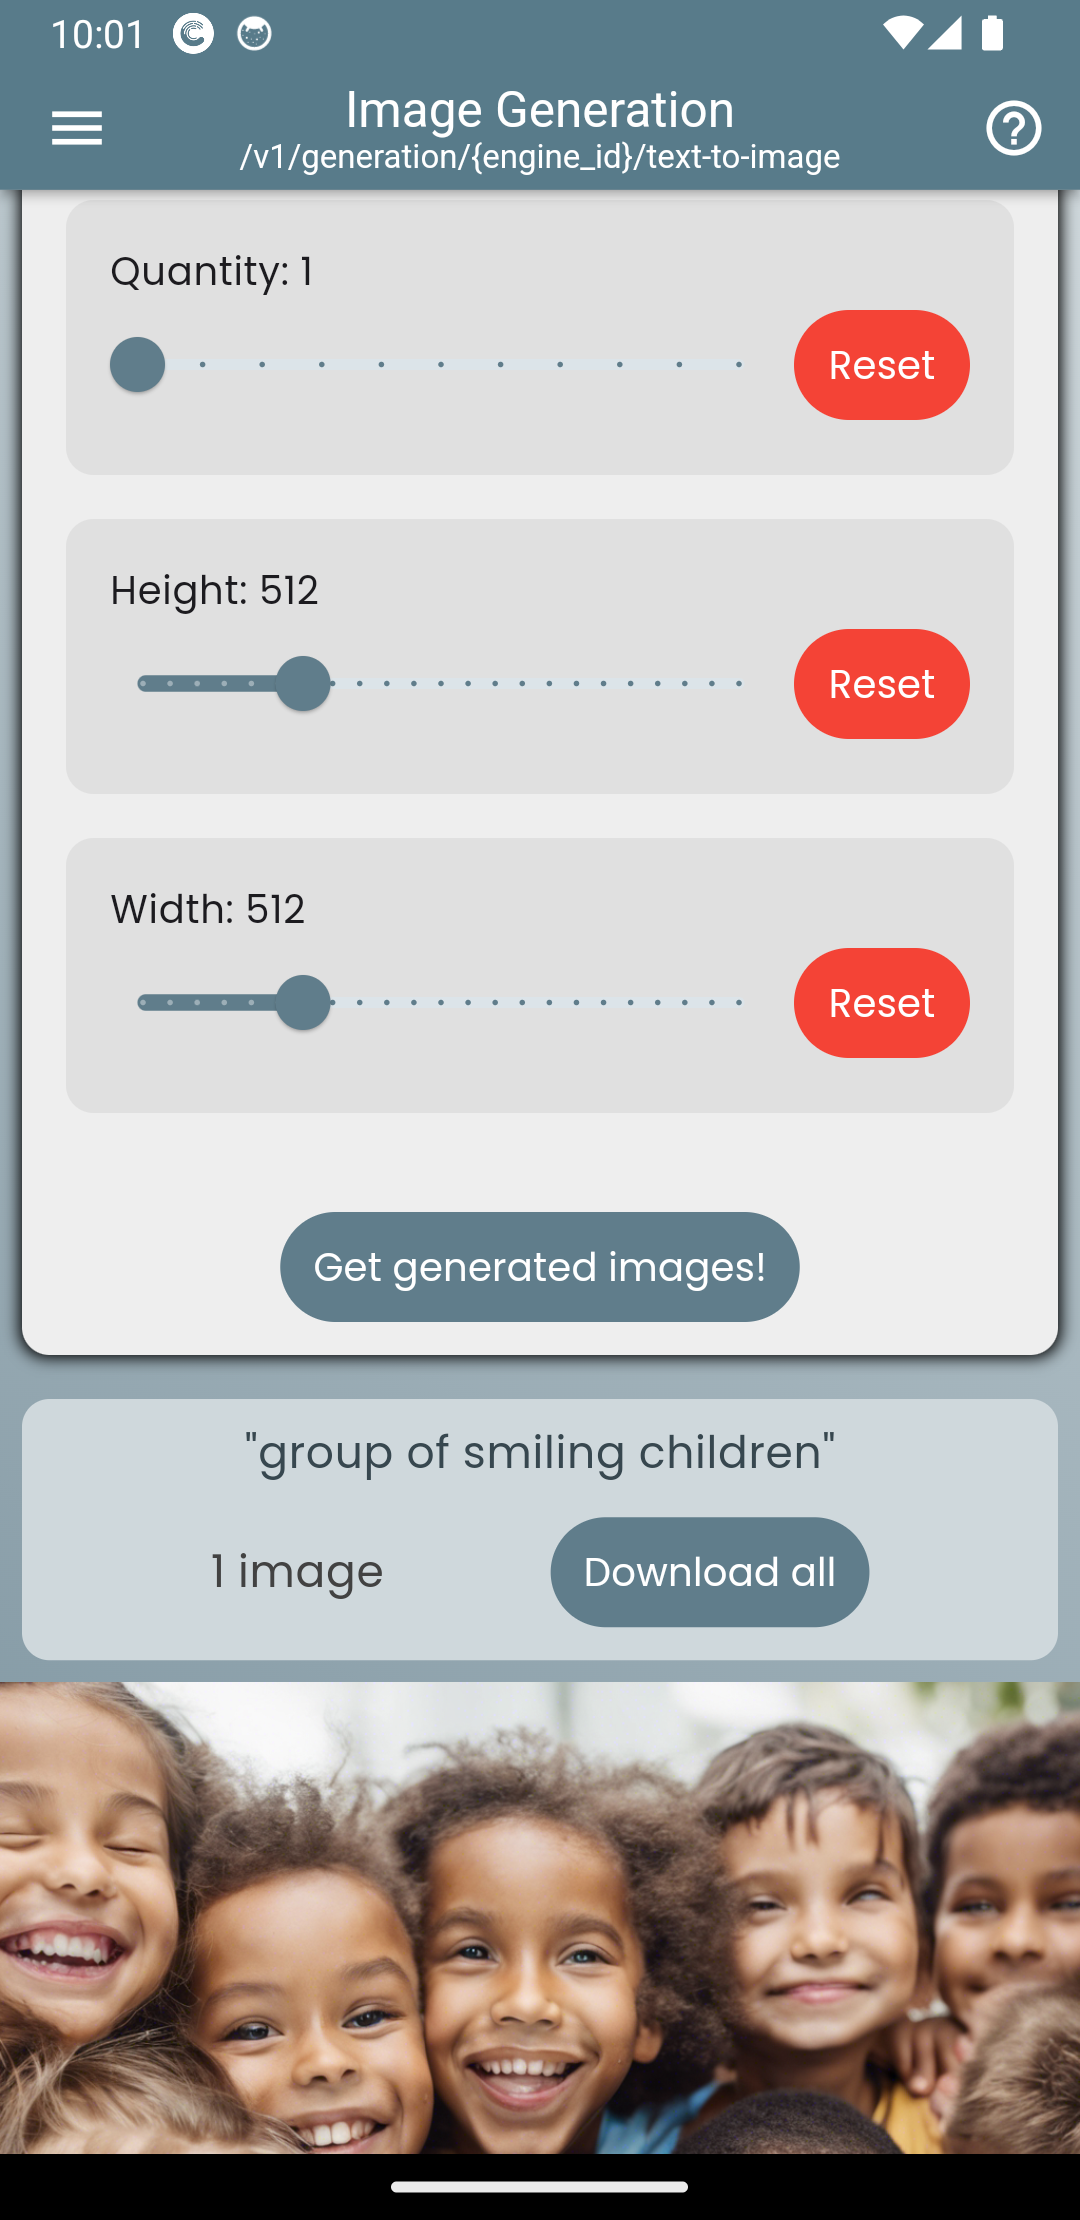 10:01
Image Generation
/v1/generation/{engine_id}/text-to-image
Quantity: 1
Reset
Height: 512
Reset
Width: 512
Reset
Get generated images!
"group of smiling children"
1 image
Download all